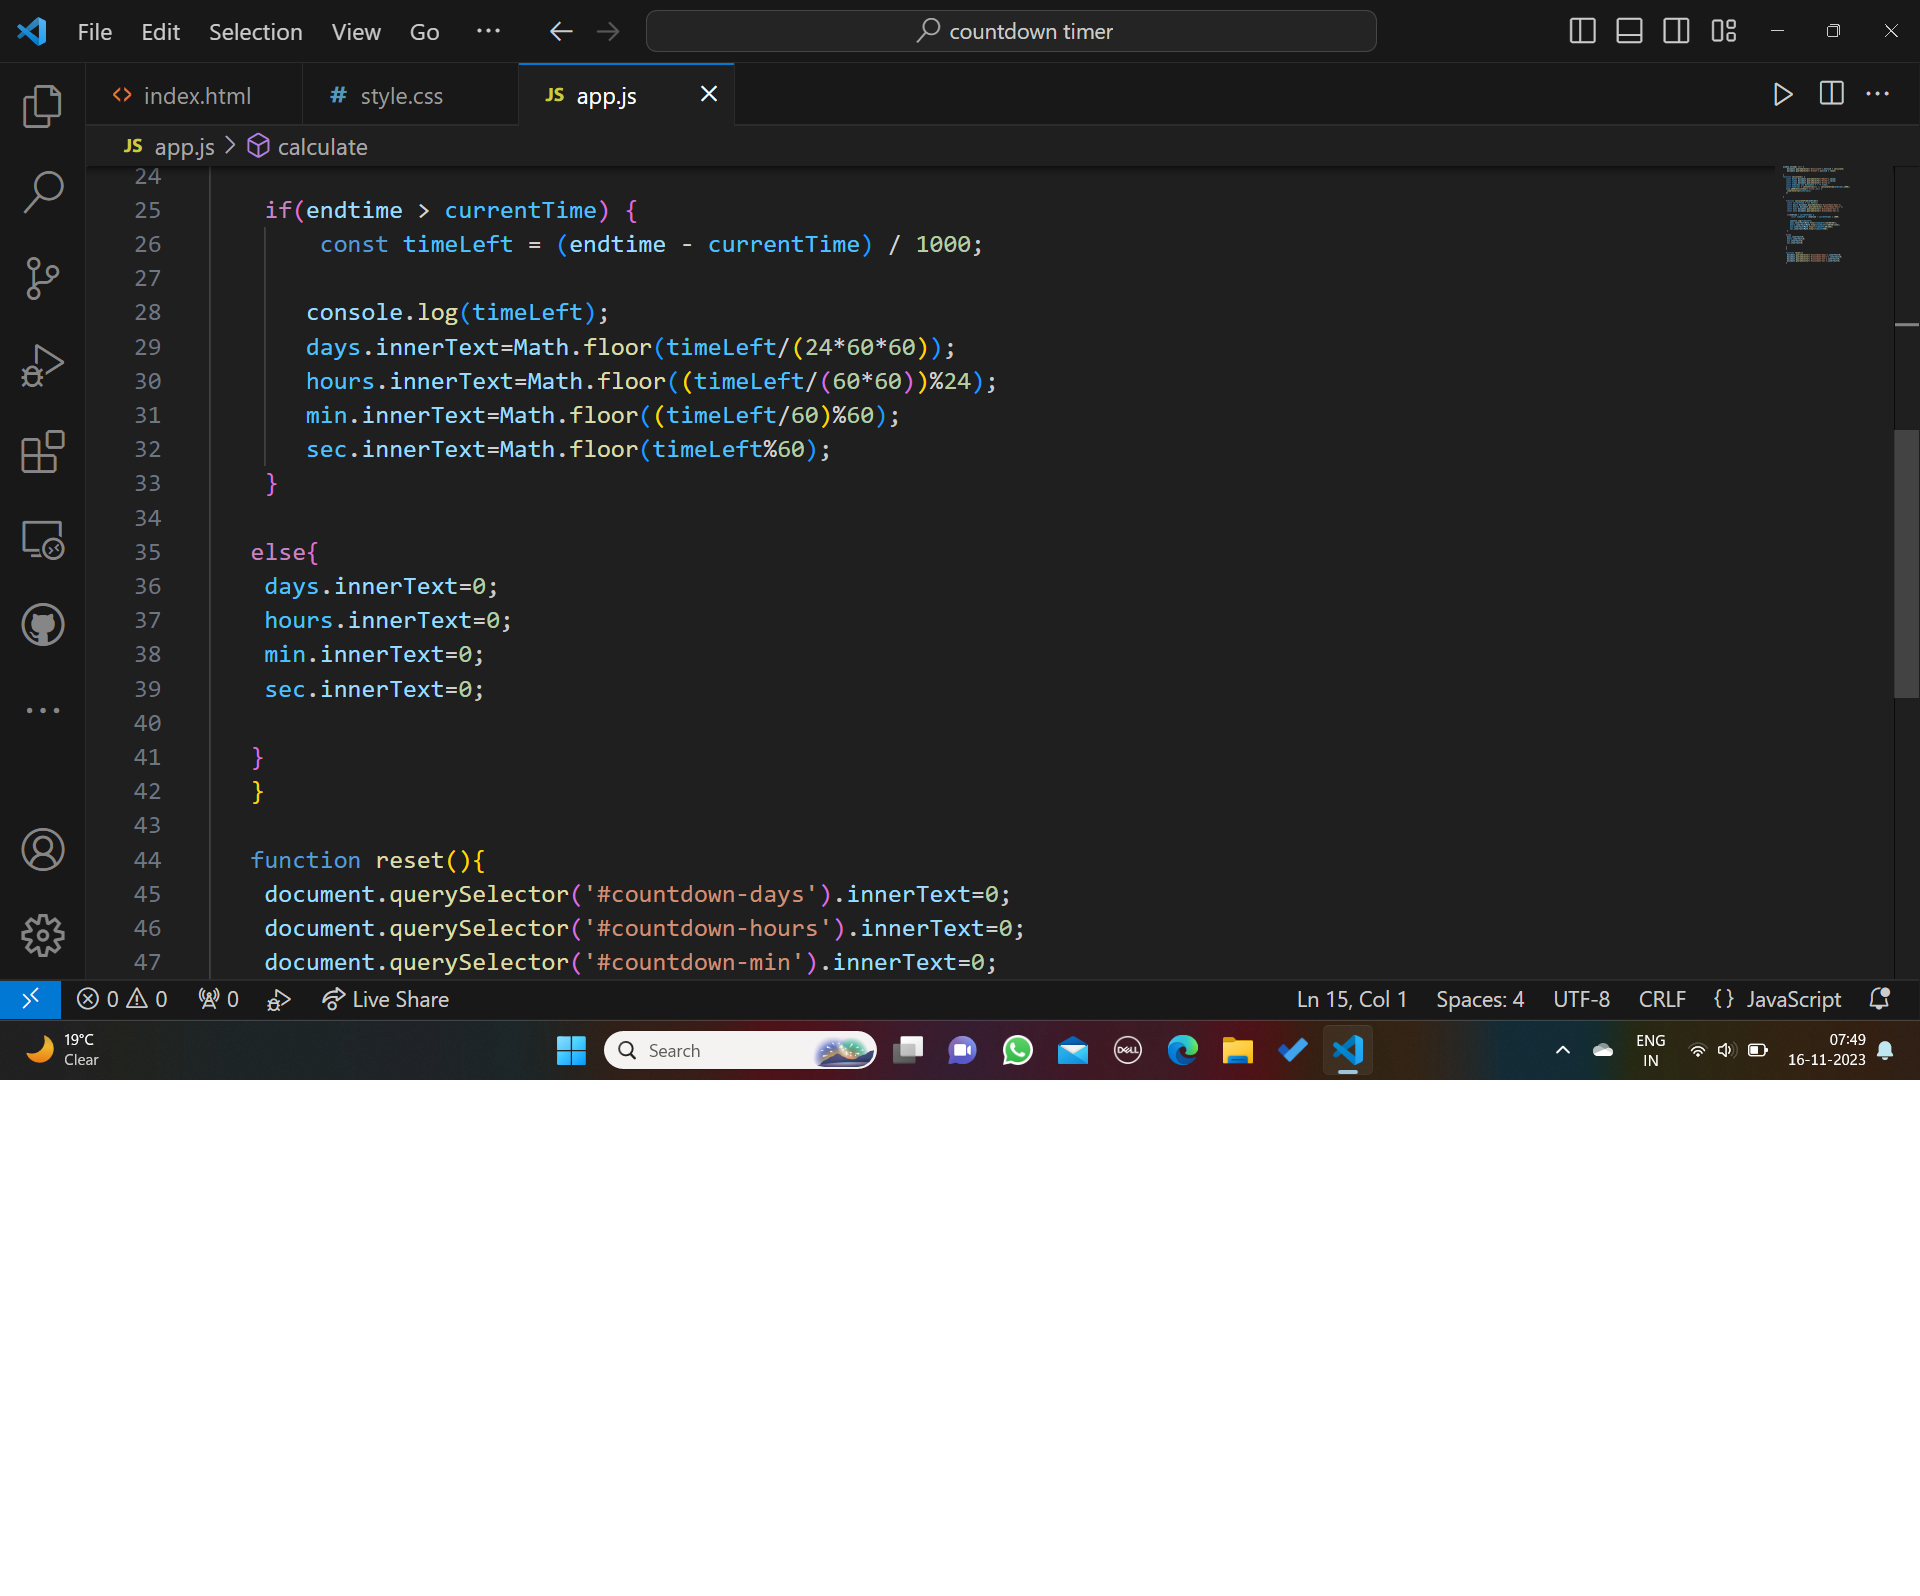 File Edit Selection View Go ··· countdown timer
index.html # style.css JS app.js
JS app.js > calculate
24
25 if(endtime > currentTime) {
26 const timeLeft = (endtime - currentTime) / 1000;
27
28 console.log(timeLeft);
29 days.innerText=Math.floor(timeLeft/(24*60*60));
30 hours.innerText=Math.floor((timeLeft/(60*60))%24);
31 min.innerText=Math.floor((timeLeft/60)%60);
32 sec.innerText=Math.floor(timeLeft%60);
33 }
34
35 else{
36 days.innerText=0;
37 hours.innerText=0;
38 min.innerText=0;
39 sec.innerText=0;
40
41 }
42 }
43
44 function reset(){
45 document.querySelector('#countdown-days').innerText=0;
46 document.querySelector('#countdown-hours').innerText=0;
47 document.querySelector('#countdown-min').innerText=0;
0 0 0 Live Share Ln 15, Col 1 Spaces: 4 UTF-8 CRLF {} JavaScript
19°C
Clear
Search
DELL
ENG
IN
07:49
16-11-2023